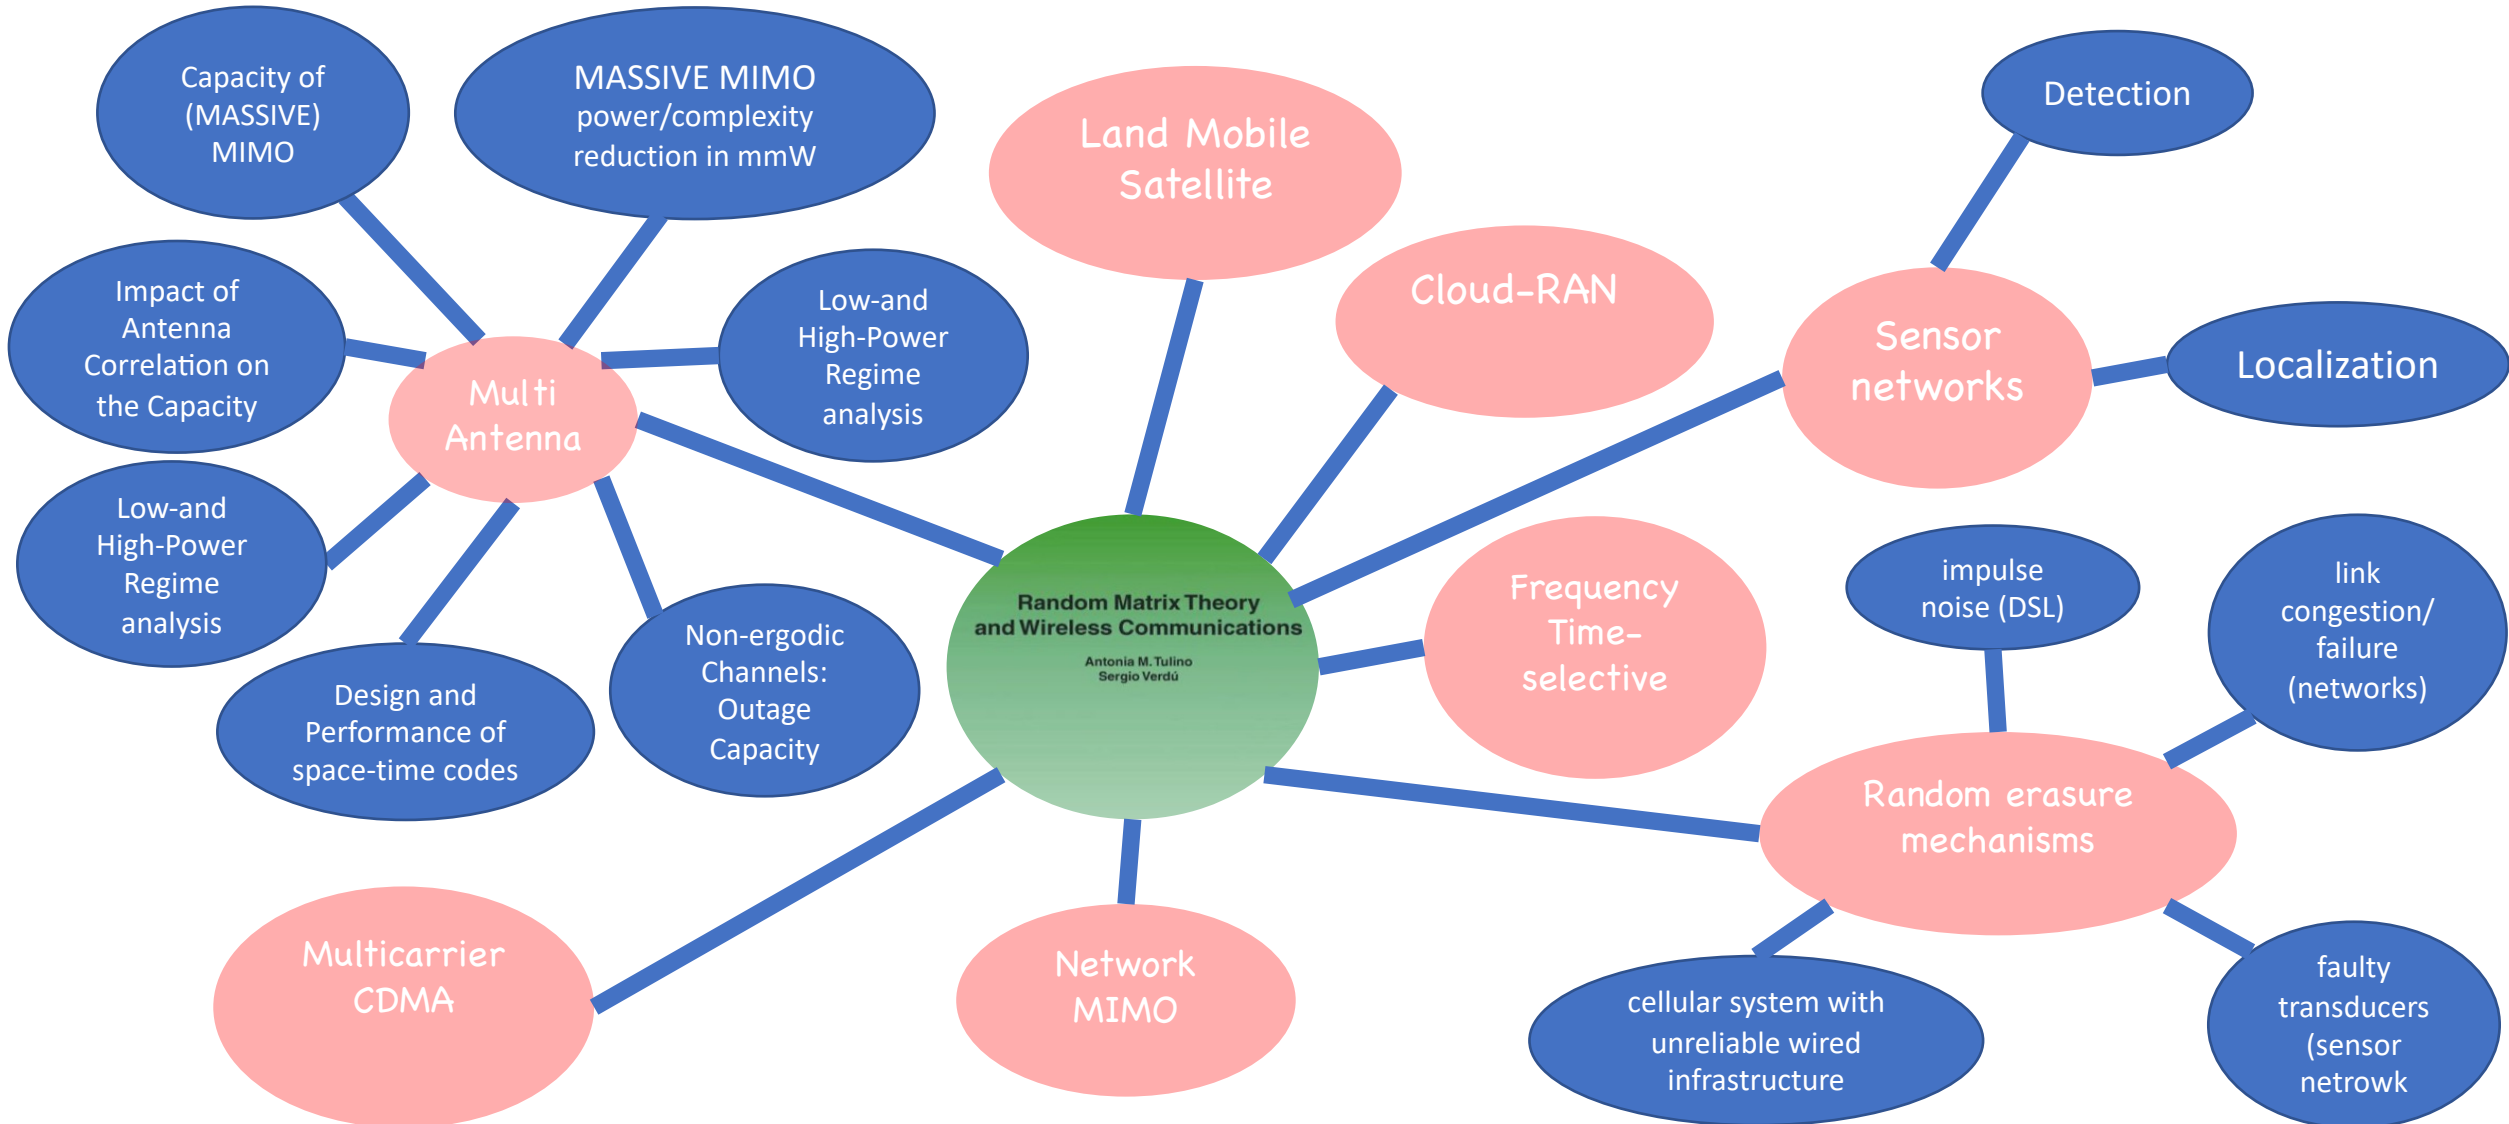 Capacity of
(MASSIVE)
MIMO
MASSIVE MIMO
power/complexity
reduction in mmW
Land Mobile
Satellite
Detection
Impact of
Antenna
Correlation on
the Capacity
Low-and
High-Power
Regime
analysis
Cloud-RAN
Sensor
networks
Localization
Multi
Antenna
Low-and
High-Power
Regime
analysis
Design and
Performance of
space-time codes
Non-ergodic
Channels:
Outage
Capacity
Random Matrix Theory
and Wireless Communications
Antonia M. Tulino
Sergio Verdú
Frequency
Time-
selective
impulse
noise (DSL)
link
congestion/
failure
(networks)
Random erasure
mechanisms
Multicarrier
CDMA
Network
MIMO
cellular system with
unreliable wired
infrastructure
faulty
transducers
(sensor
netrowk